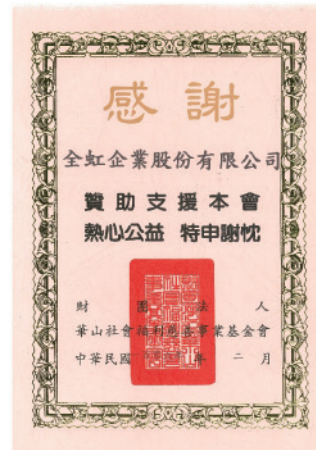 感謝
全虹企業股份有限公司
贊助支援本會
熱心公益 特申謝忱
財團法人
華山社會福利慈善事業基金會
中華民國 年 二 月